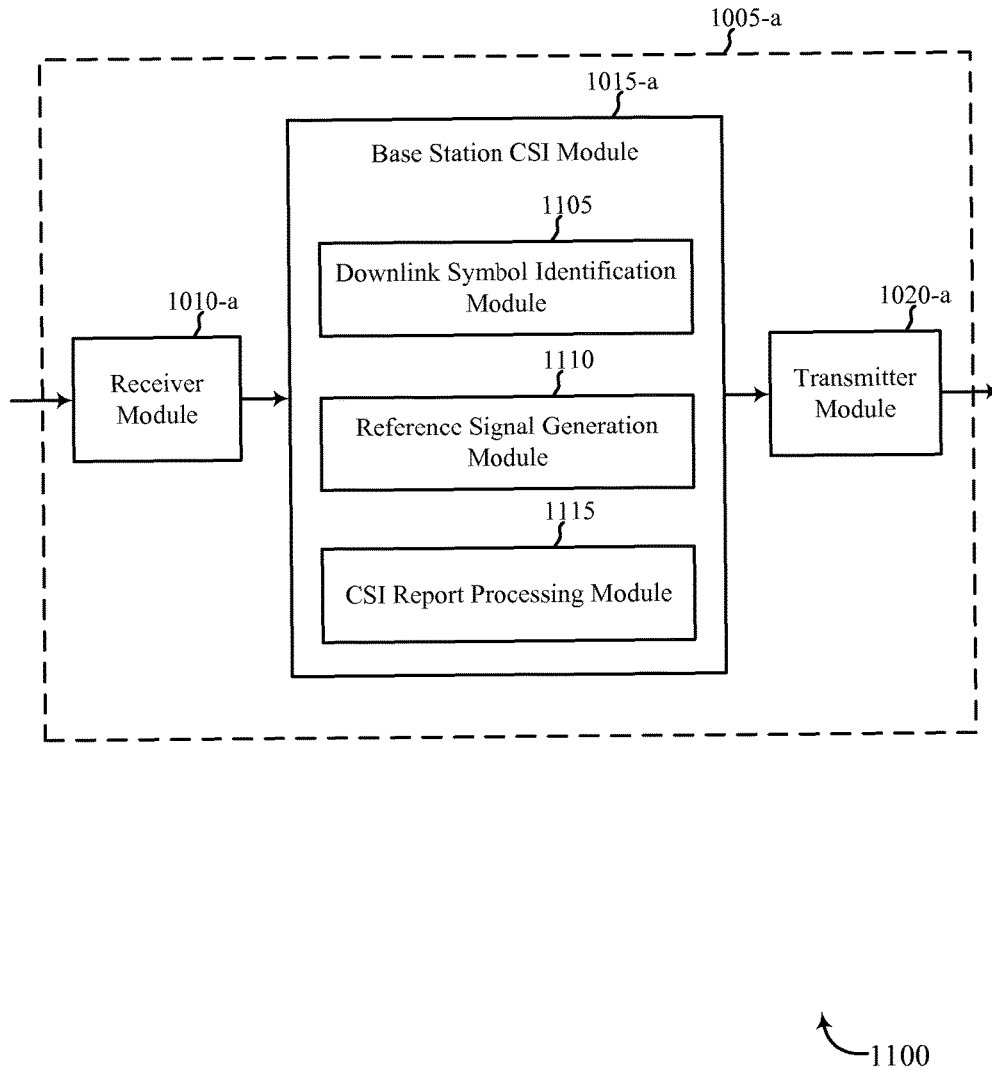 1005-a
1015-a
Base Station CSI Module
1105
Downlink Symbol Identification
Module
1010-a
Receiver
Module
1020-a
Transmitter
Module
1110
Reference Signal Generation
Module
1115
CSI Report Processing Module
1100